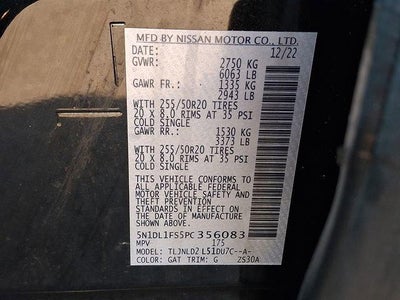 MFD BY NISSAN MOTOR CO., LTD.
DATE: 12/22
GVWR: 2750 KG
6063 LB
GAWR FR.: 1335 KG
2943 LB
WITH 255/50R20 TIRES
20 X 8.0 RIMS AT 35 PSI
COLD SINGLE
GAWR RR.: 1530 KG
3373 LB
WITH 255/50R20 TIRES
20 X 8.0 RIMS AT 35 PSI
COLD SINGLE
THIS VEHICLE CONFORMS TO
ALL APPLICABLE FEDERAL
MOTOR VEHICLE SAFETY AND
THEFT PREVENTION
STANDARDS IN EFFECT ON
THE DATE OF MANUFACTURE
SHOWN ABOVE.
5N1DL1FS5PC356083
MPV 175
MODEL: TLJNLD2 L51DU7C--A-
COLOR: GAT TRIM: G 2S30A